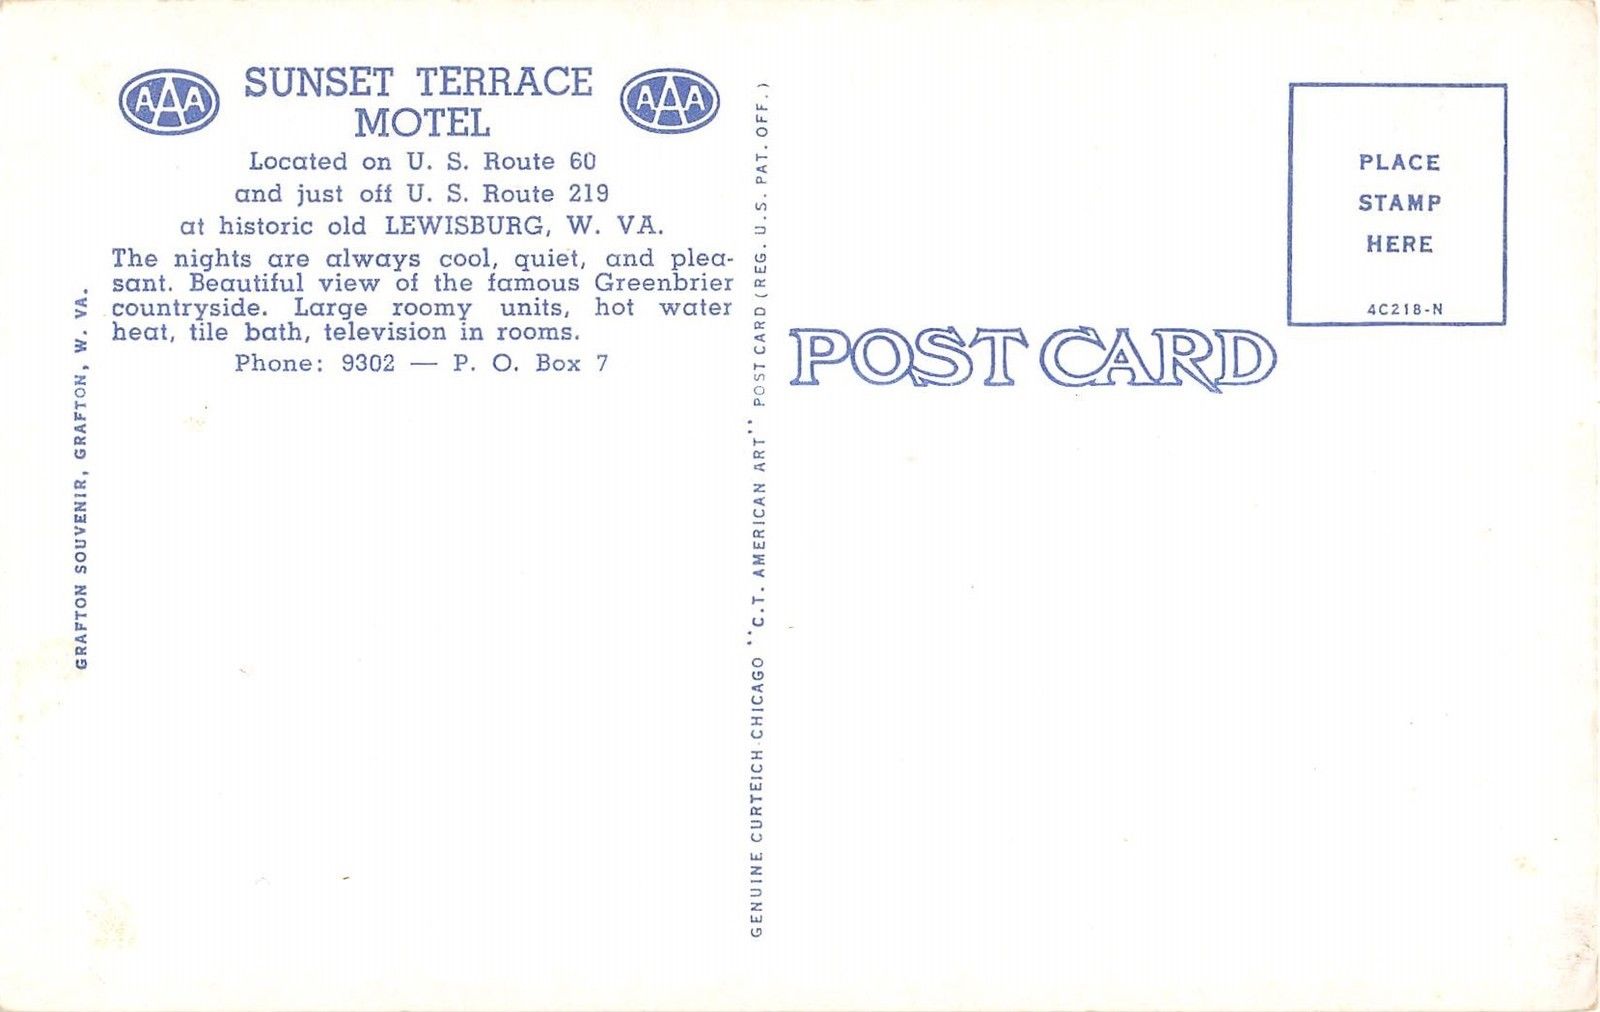 AAA
SUNSET TERRACE
MOTEL
AAA
Located on U. S. Route 60
and just off U. S. Route 219
at historic old LEWISBURG, W. VA.
The nights are always cool, quiet, and plea-
sant. Beautiful view of the famous Greenbrier
countryside. Large roomy units, hot water
heat, tile bath, television in rooms.
Phone: 9302 — P. O. Box 7
GRAFTON SOUVENIR, GRAFTON, W. VA.
GENUINE CURTEICH-CHICAGO "C.T. AMERICAN ART" POST CARD (REG. U.S. PAT. OFF.)
POST CARD
PLACE
STAMP
HERE
4C218-N